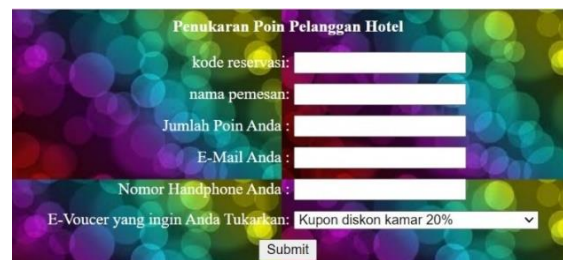 Penukaran Poin Pelanggan Hotel
kode reservasi:
nama pemesan:
Jumlah Poin Anda :
E-Mail Anda :
Nomor Handphone Anda :
E-Voucer yang ingin Anda Tukarkan: Kupon diskon kamar 20%
Submit